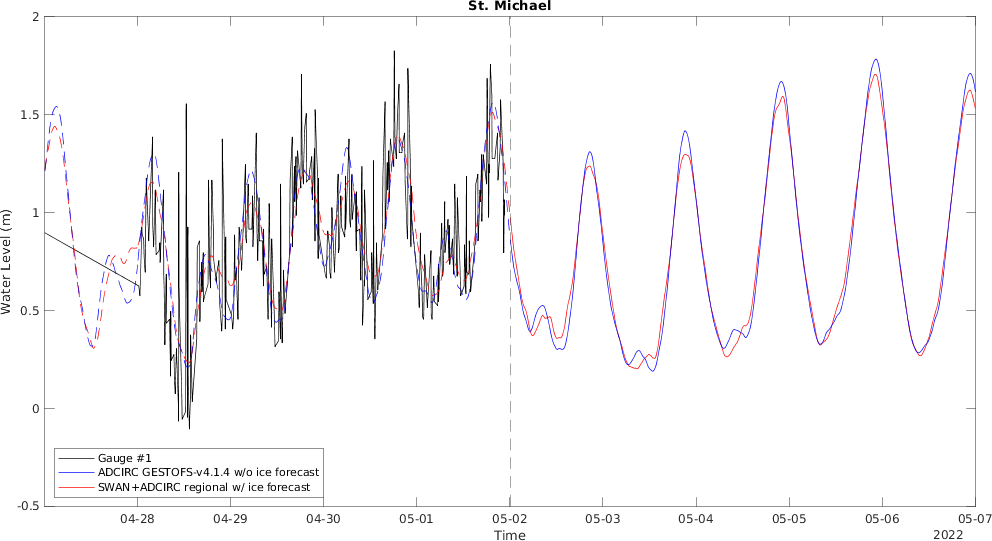 St. Michael
2
1.5
1
0.5
0
-0.5
Water Level (m)
Gauge #1
ADCIRC GESTOFS-v4.1.4 w/o ice forecast
SWAN+ADCIRC regional w/ ice forecast
04-28 04-29 04-30 05-01 05-02 05-03 05-04 05-05 05-06 05-07
Time
2022